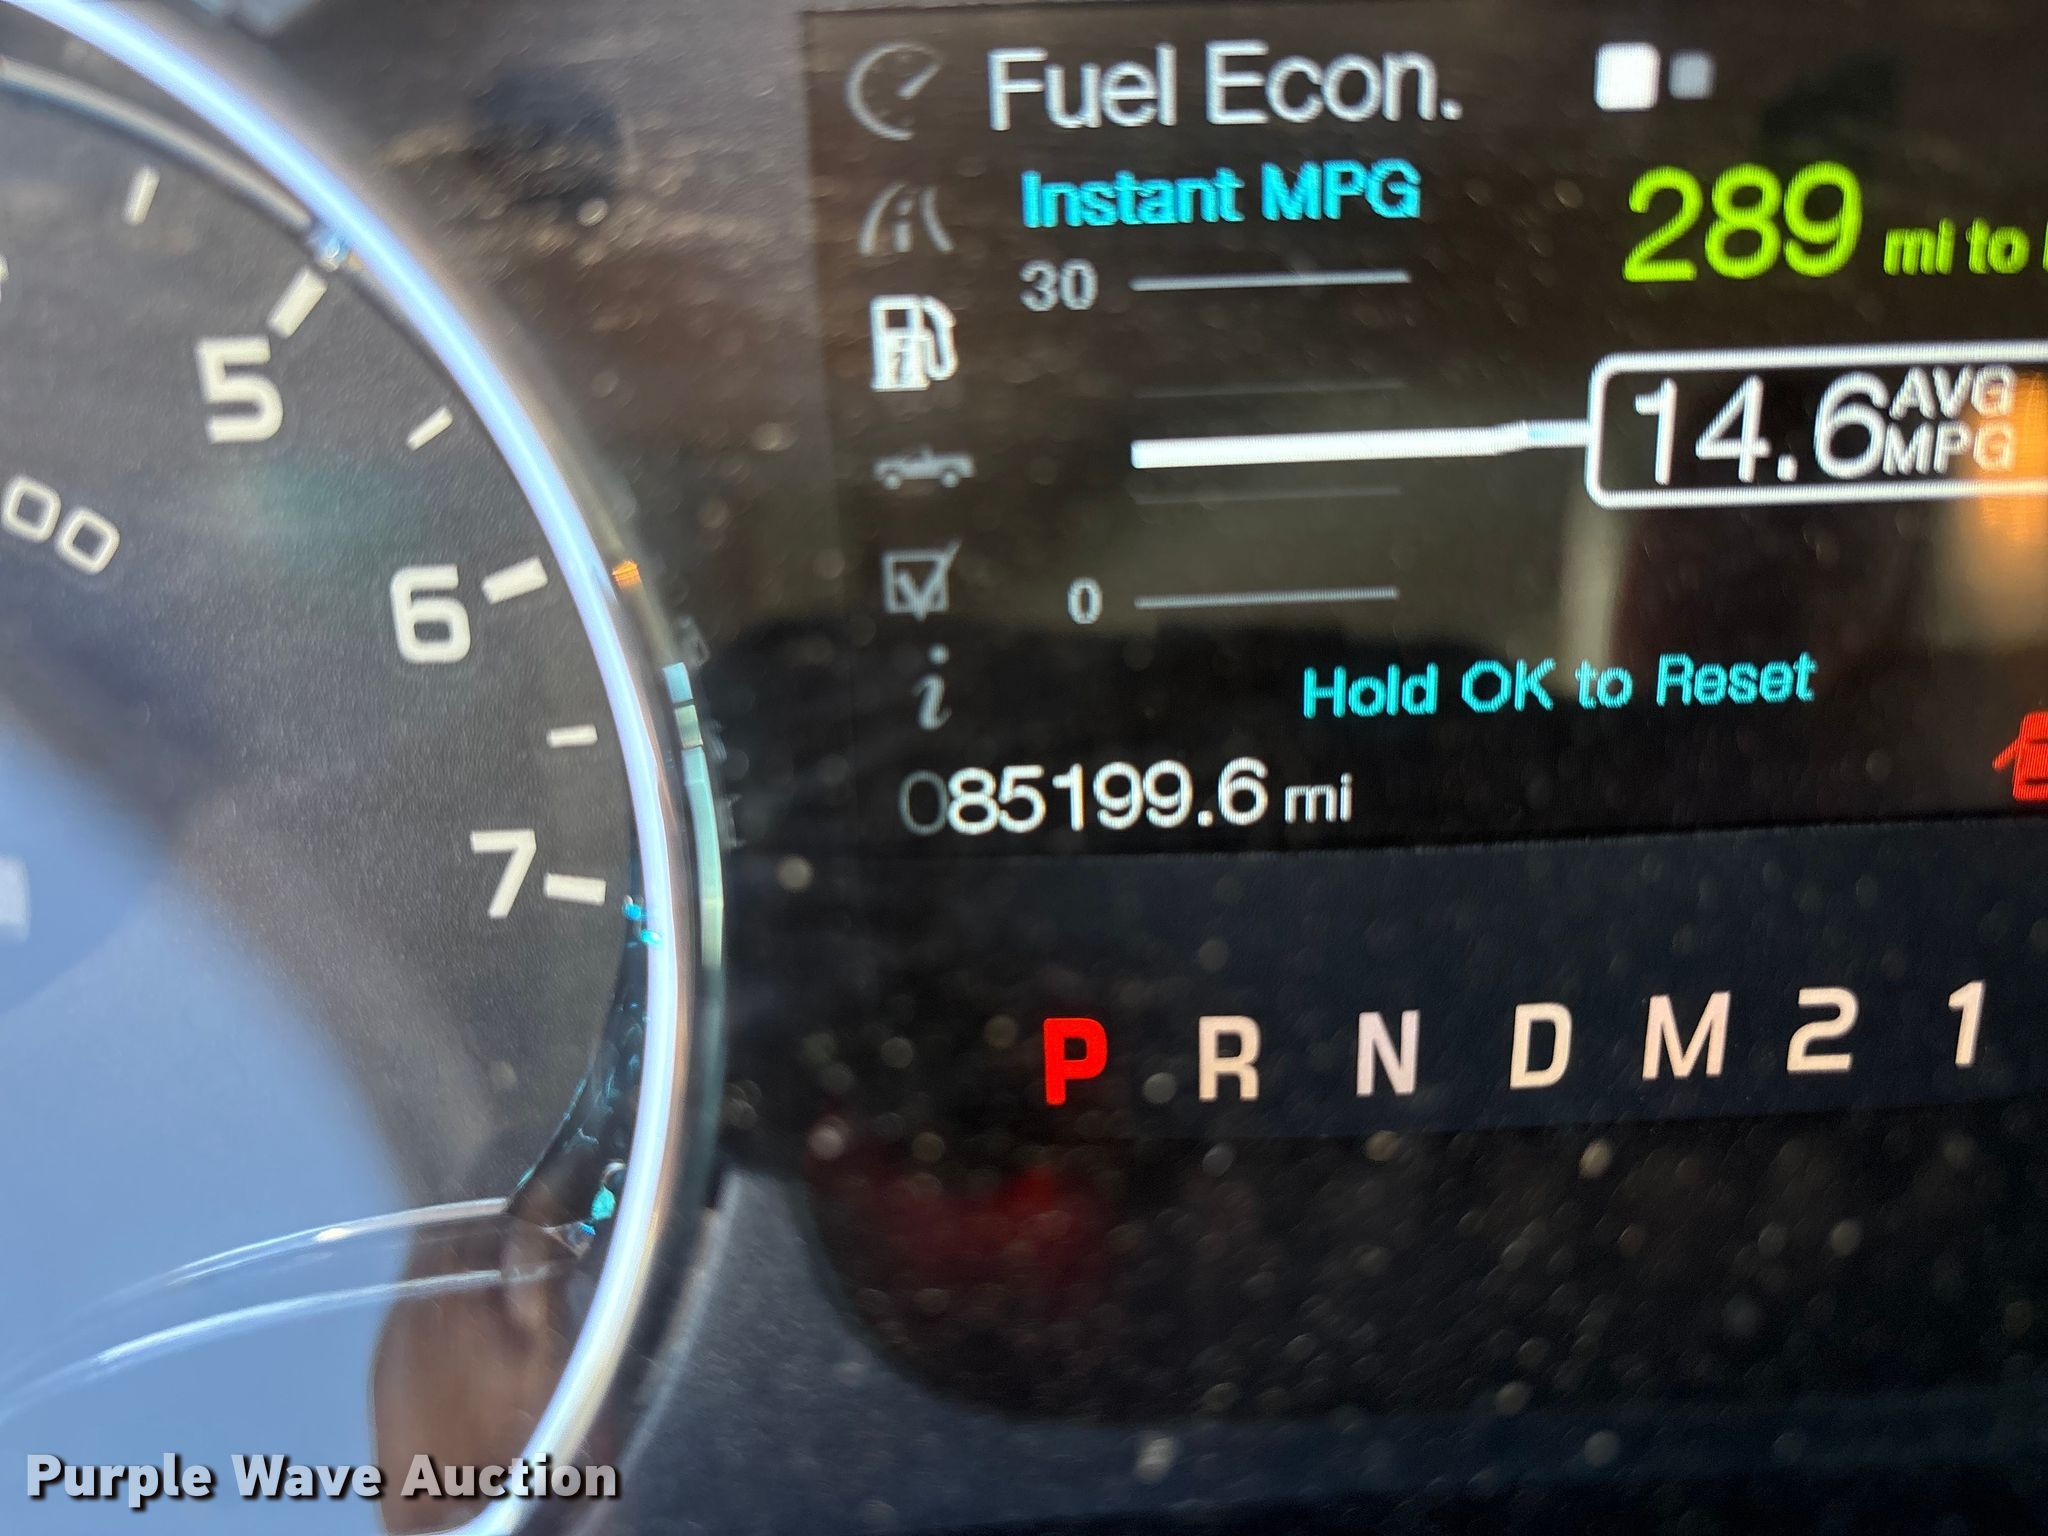 Fuel Econ.
Instant MPG
289 mi to
30
14.6 AVG MPG
0
Hold OK to Reset
085199.6 mi
P R N D M 2 1
5
00
6
7
Purple Wave Auction